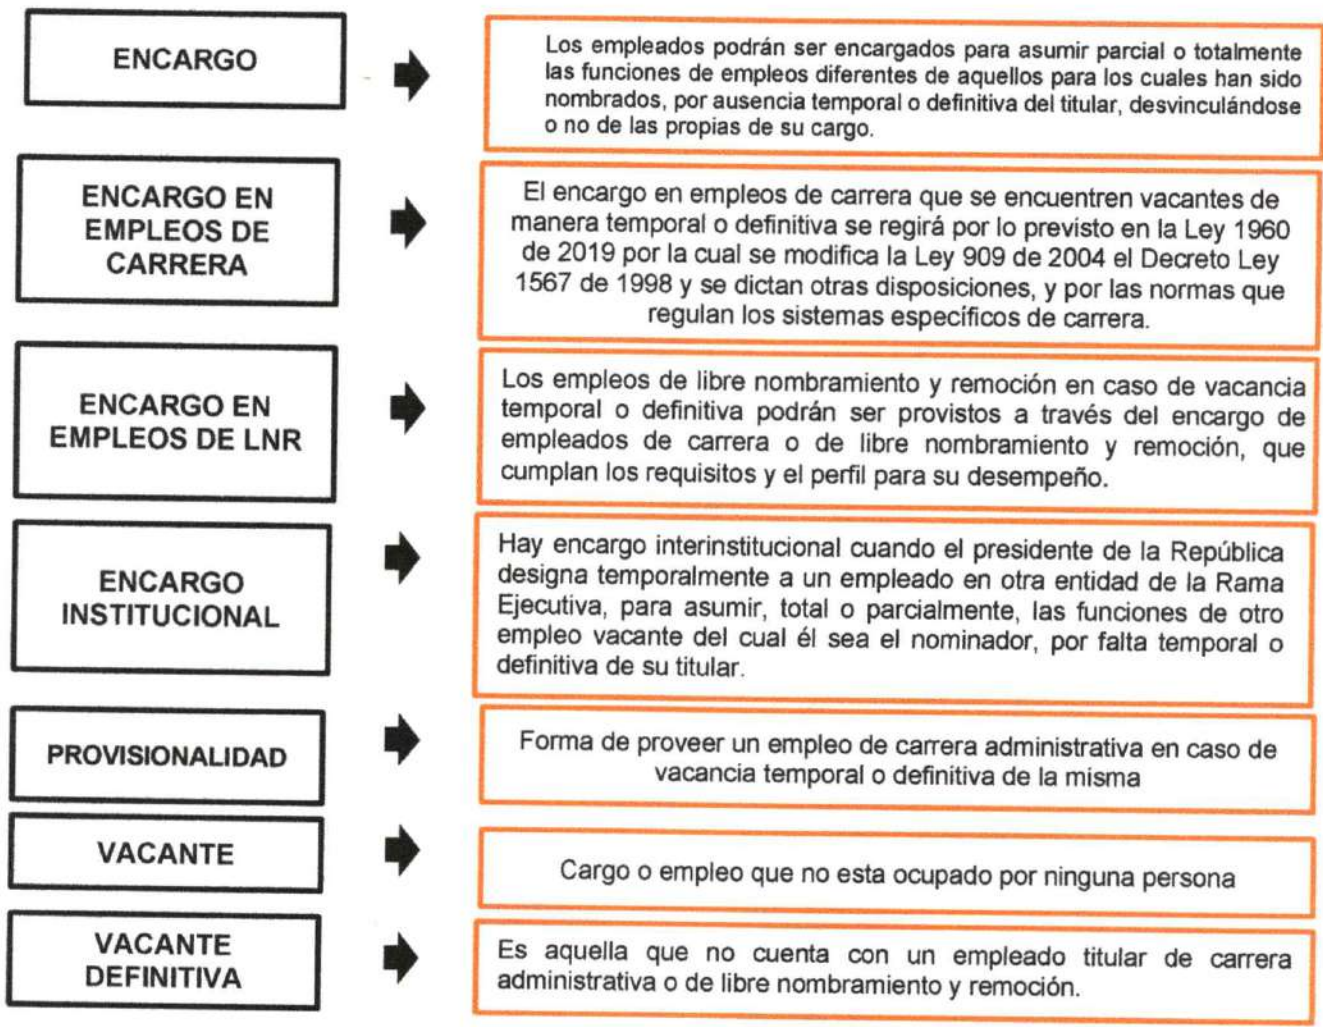 ENCARGO
Los empleados podrán ser encargados para asumir parcial o totalmente
las funciones de empleos diferentes de aquellos para los cuales han sido
nombrados, por ausencia temporal o definitiva del titular, desvinculándose
o no de las propias de su cargo.
ENCARGO EN
EMPLEOS DE
CARRERA
El encargo en empleos de carrera que se encuentren vacantes de
manera temporal o definitiva se regirá por lo previsto en la Ley 1960
de 2019 por la cual se modifica la Ley 909 de 2004 el Decreto Ley
1567 de 1998 y se dictan otras disposiciones, y por las normas que
regulan los sistemas específicos de carrera.
ENCARGO EN
EMPLEOS DE LNR
Los empleos de libre nombramiento y remoción en caso de vacancia
temporal o definitiva podrán ser provistos a través del encargo de
empleados de carrera o de libre nombramiento y remoción, que
cumplan los requisitos y el perfil para su desempeño.
ENCARGO
INSTITUCIONAL
Hay encargo interinstitucional cuando el presidente de la República
designa temporalmente a un empleado en otra entidad de la Rama
Ejecutiva, para asumir, total o parcialmente, las funciones de otro
empleo vacante del cual él sea el nominador, por falta temporal o
definitiva de su titular.
PROVISIONALIDAD
Forma de proveer un empleo de carrera administrativa en caso de
vacancia temporal o definitiva de la misma
VACANTE
Cargo o empleo que no esta ocupado por ninguna persona
VACANTE
DEFINITIVA
Es aquella que no cuenta con un empleado titular de carrera
administrativa o de libre nombramiento y remoción.